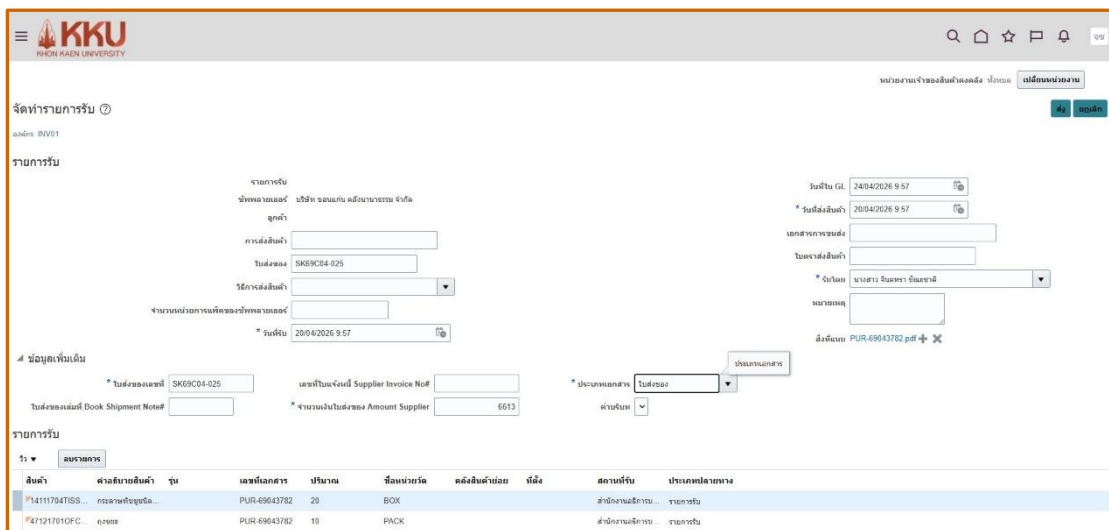 KKU
KHON KAEN UNIVERSITY
จช
หน่วยงานเจ้าของสินค้าคงคลัง ทั้งหมด เปลี่ยนหน่วยงาน
จัดทำรายการรับ
ส่ง ยกเลิก
องค์กร INV01
รายการรับ
รายการรับ
วันที่ใน GL 24/04/2026 9:57
ซัพพลายเออร์ บริษัท ขอนแก่น คลังนานาธรรม จำกัด
* วันที่ส่งสินค้า 20/04/2026 9:57
ลูกค้า
เอกสารการขนส่ง
การส่งสินค้า
ใบตราส่งสินค้า
ใบส่งของ SK69C04-025
* รับโดย นางสาว จันตหรา ชัยเชาติ
วิธีการส่งสินค้า
หมายเหตุ
จำนวนหน่วยการแพ็คของซัพพลายเออร์
* วันที่รับ 20/04/2026 9:57
สิ่งที่แนบ PUR-69043782.pdf
ข้อมูลเพิ่มเติม
ประเภทเอกสาร
* ใบส่งของเลขที่ SK69C04-025 เลขที่ใบแจ้งหนี้ Supplier Invoice No# * ประเภทเอกสาร ใบส่งของ
ใบส่งของเล่มที่ Book Shipment Note# * จำนวนเงินใบส่งของ Amount Supplier 6613 ค่าบริบท
รายการรับ
วิว ลบรายการ
สินค้า คำอธิบายสินค้า รุ่น เลขที่เอกสาร ปริมาณ ชื่อหน่วยวัด คลังสินค้าย่อย ที่ตั้ง สถานที่รับ ประเภทปลายทาง
14111704TISS... กระดาษทิชชูชนิด... PUR-69043782 20 BOX สำนักงานอธิการบ... รายการรับ
47121701OFC... ถุงขยะ PUR-69043782 10 PACK สำนักงานอธิการบ... รายการรับ